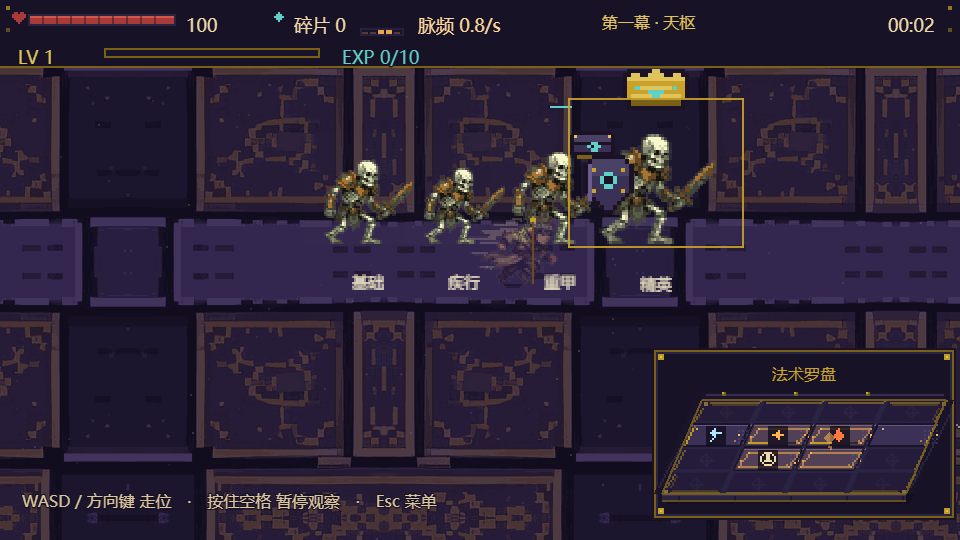 100
碎片 0
脉频 0.8/s
第一幕 · 天枢
00:02
LV 1
EXP 0/10
基础
疾行
重甲
精英
法术罗盘
WASD / 方向键 走位 · 按住空格 暂停观察 · Esc 菜单